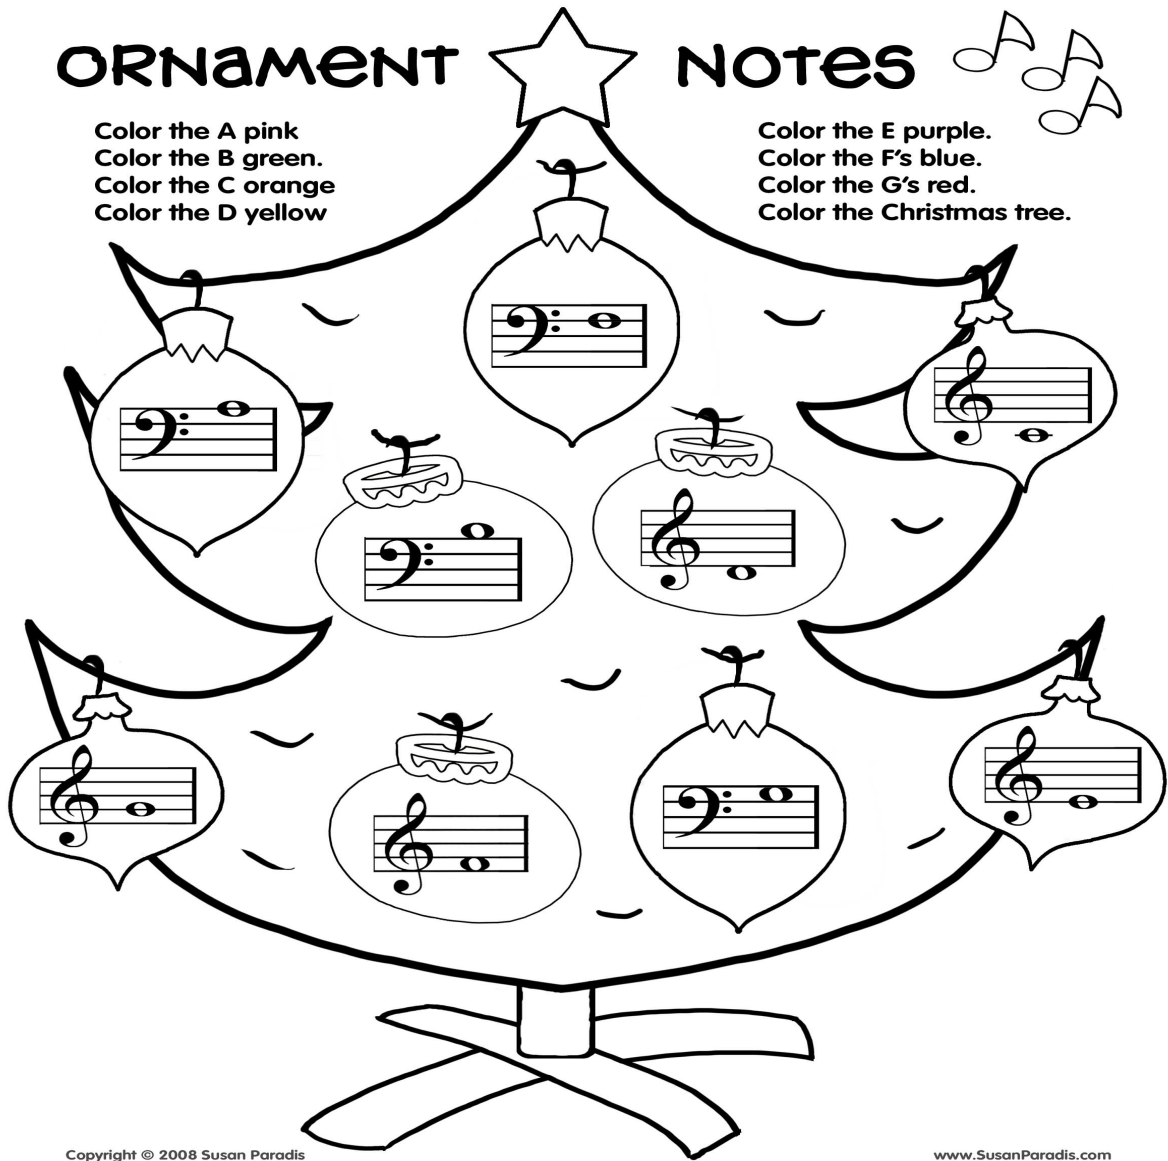 ORNAMENT NOTES
Color the A pink
Color the B green.
Color the C orange
Color the D yellow
Color the E purple.
Color the F's blue.
Color the G's red.
Color the Christmas tree.
Copyright © 2008 Susan Paradis
www.SusanParadis.com